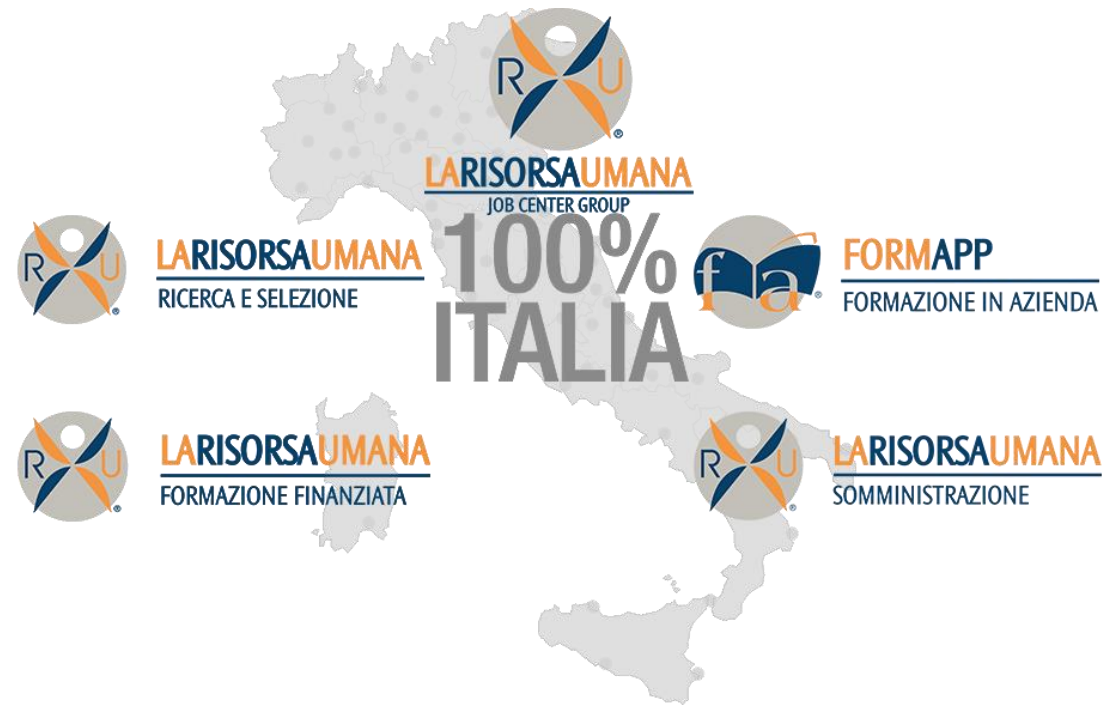 R U
®
LARISORSAUMANA
JOB CENTER GROUP
100%
ITALIA
R U
®
LARISORSAUMANA
RICERCA E SELEZIONE
fa
®
FORMAPP
FORMAZIONE IN AZIENDA
R U
®
LARISORSAUMANA
FORMAZIONE FINANZIATA
R U
®
LARISORSAUMANA
SOMMINISTRAZIONE